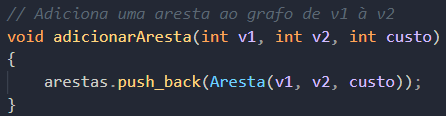 // Adiciona uma aresta ao grafo de v1 à v2
void adicionarAresta(int v1, int v2, int custo)
{
    arestas.push_back(Aresta(v1, v2, custo));
}